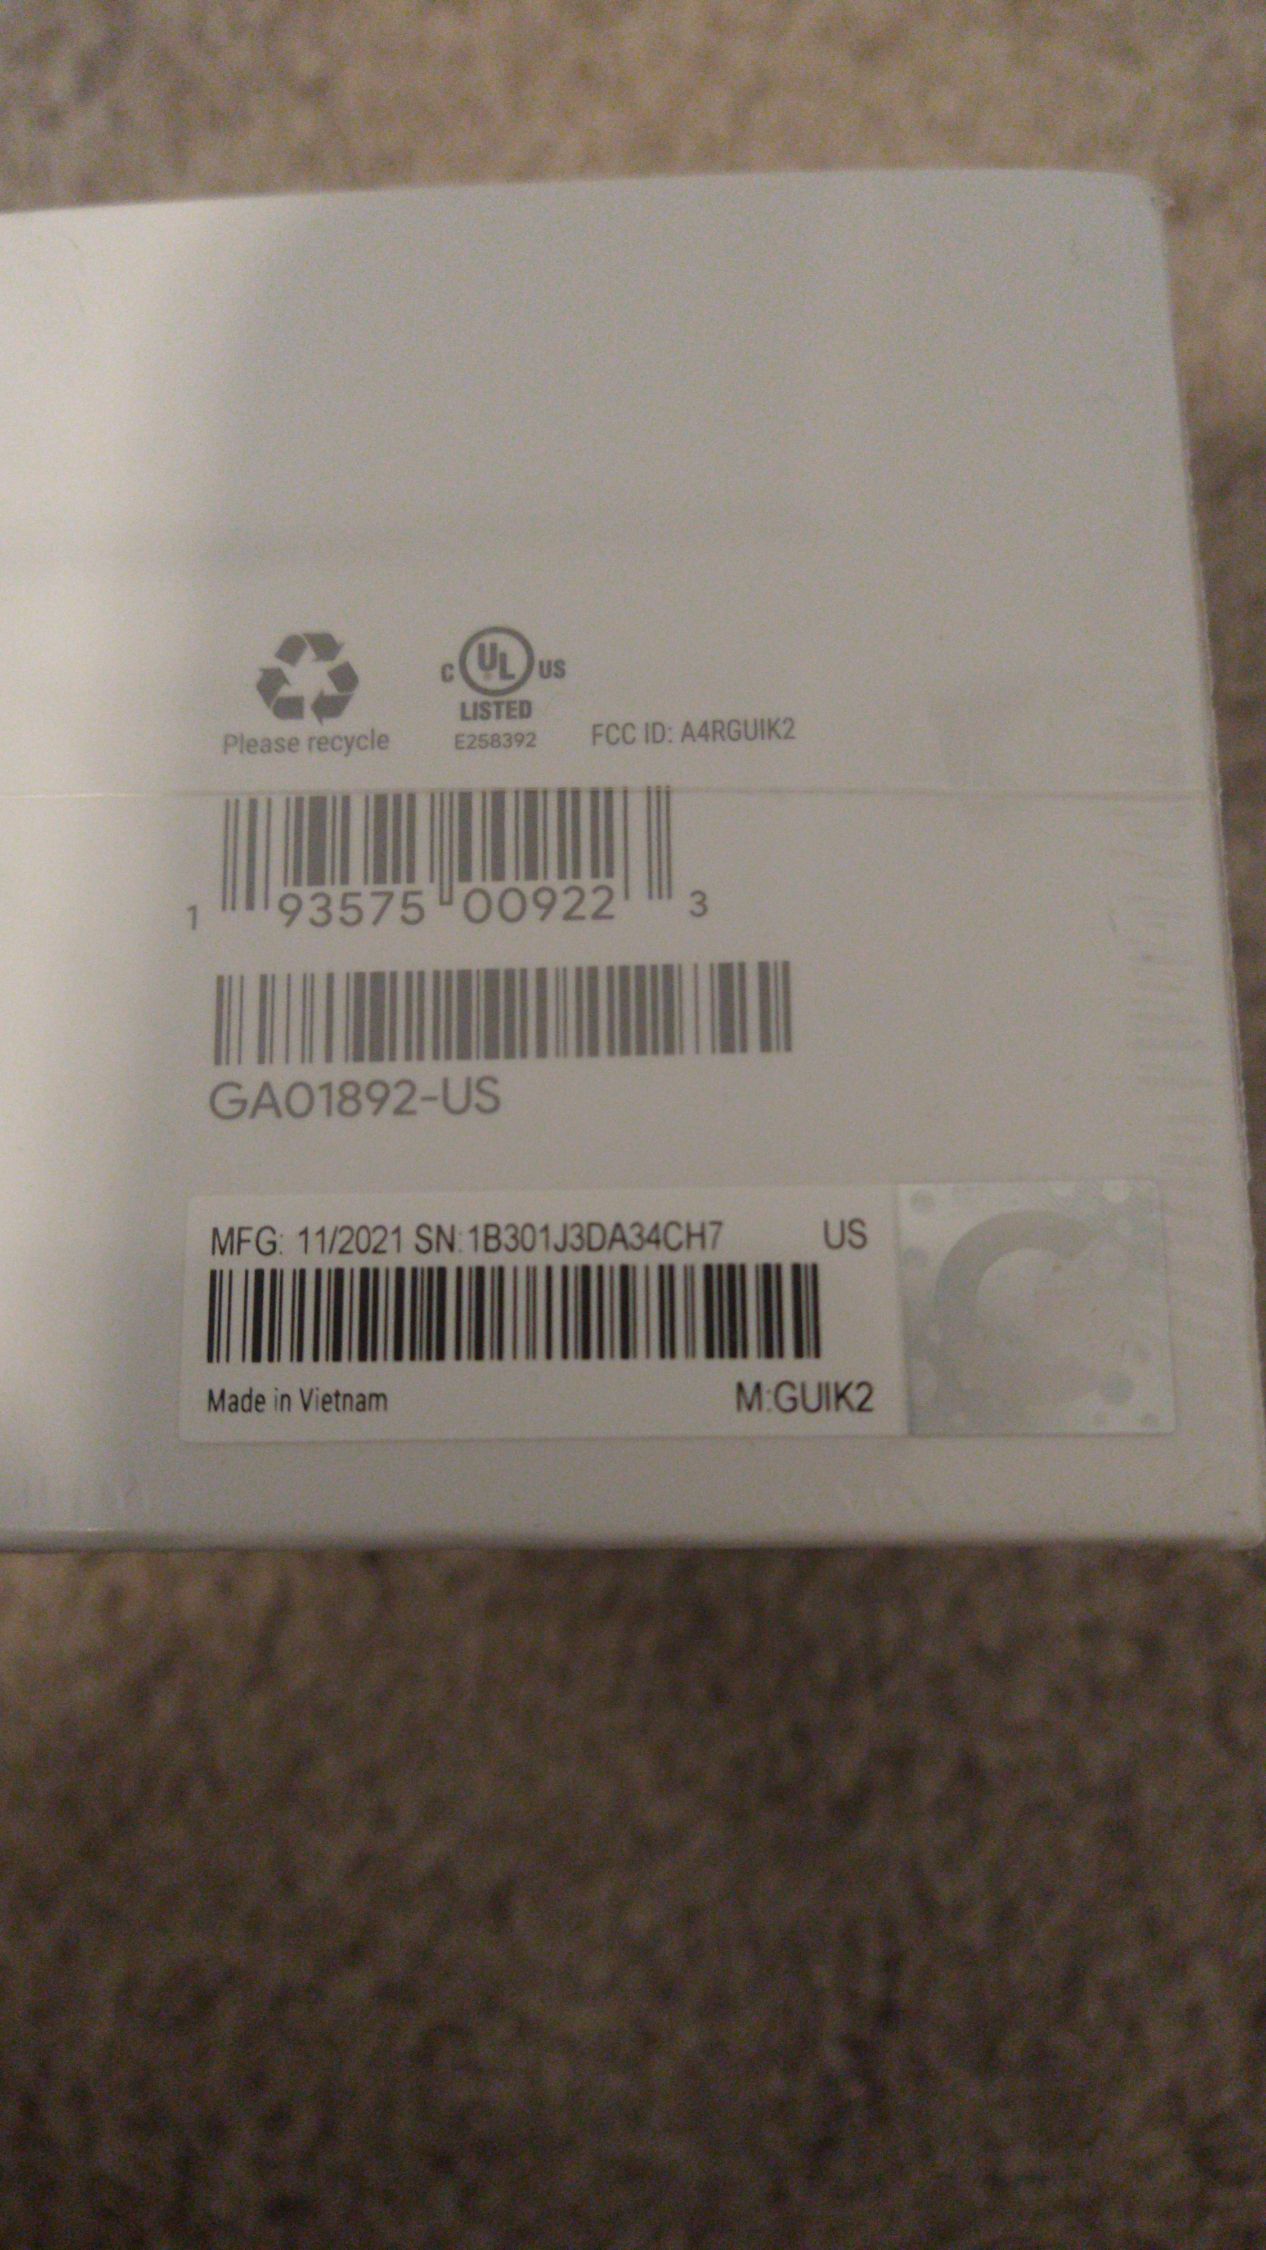 C UL US
LISTED
Please recycle
E258392
FCC ID: A4RGUIK2
1 93575 00922 3
GA01892-US
MFG: 11/2021 SN:1B301J3DA34CH7 US
Made in Vietnam M:GUIK2